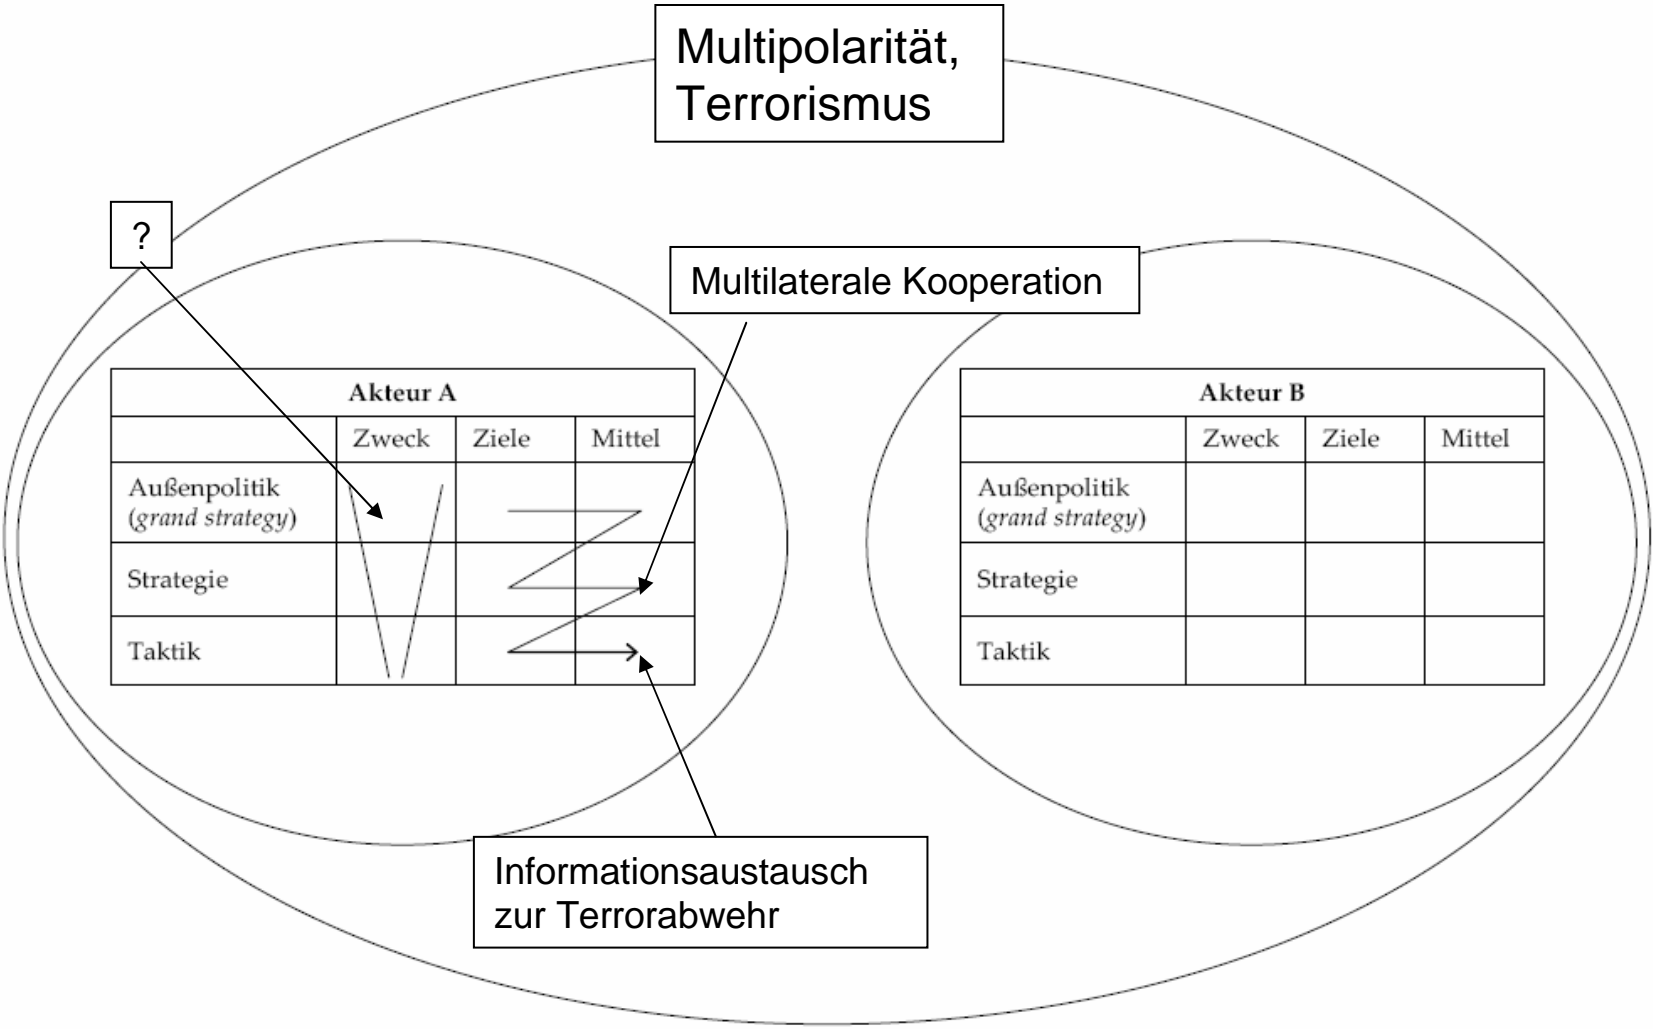 Multipolarität,
Terrorismus
?
Multilaterale Kooperation
Akteur A
Zweck Ziele Mittel
Außenpolitik
(grand strategy)
Strategie
Taktik
Akteur B
Zweck Ziele Mittel
Außenpolitik
(grand strategy)
Strategie
Taktik
Informationsaustausch
zur Terrorabwehr